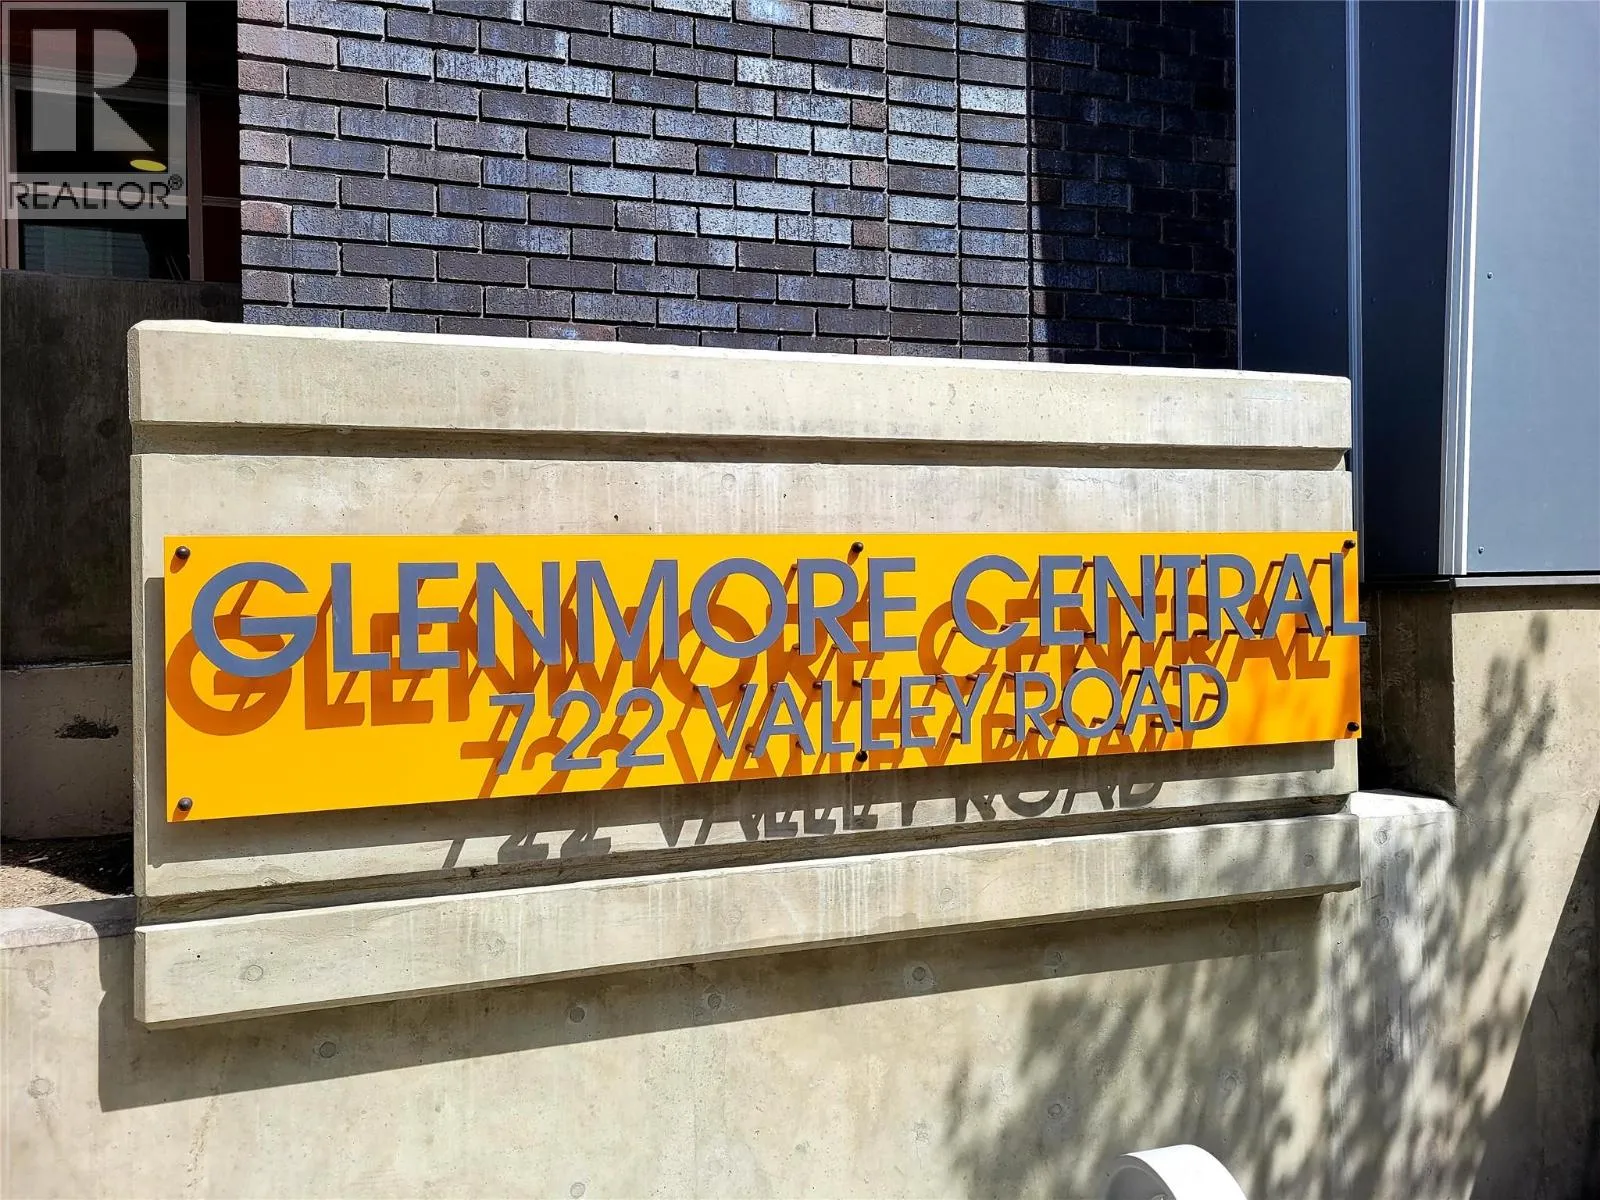 R
REALTOR®
GLENMORE CENTRAL
722 VALLEY ROAD